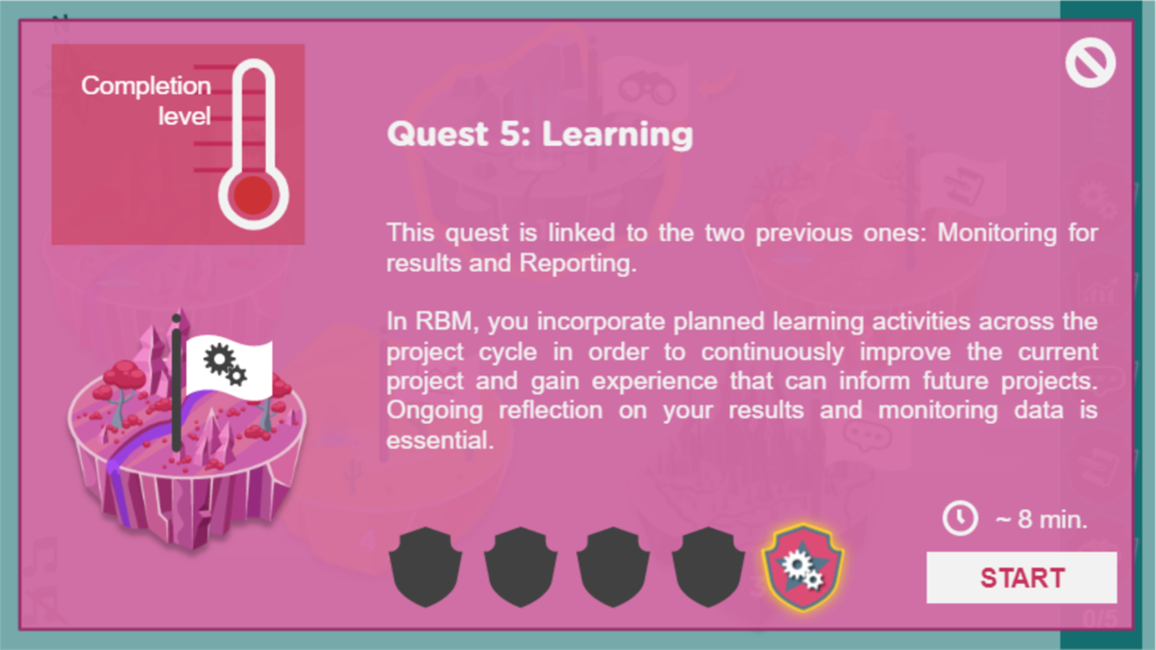 Completion
level
Quest 5: Learning
This quest is linked to the two previous ones: Monitoring for
results and Reporting.
In RBM, you incorporate planned learning activities across the
project cycle in order to continuously improve the current
project and gain experience that can inform future projects.
Ongoing reflection on your results and monitoring data is
essential.
~ 8 min.
START
0/5